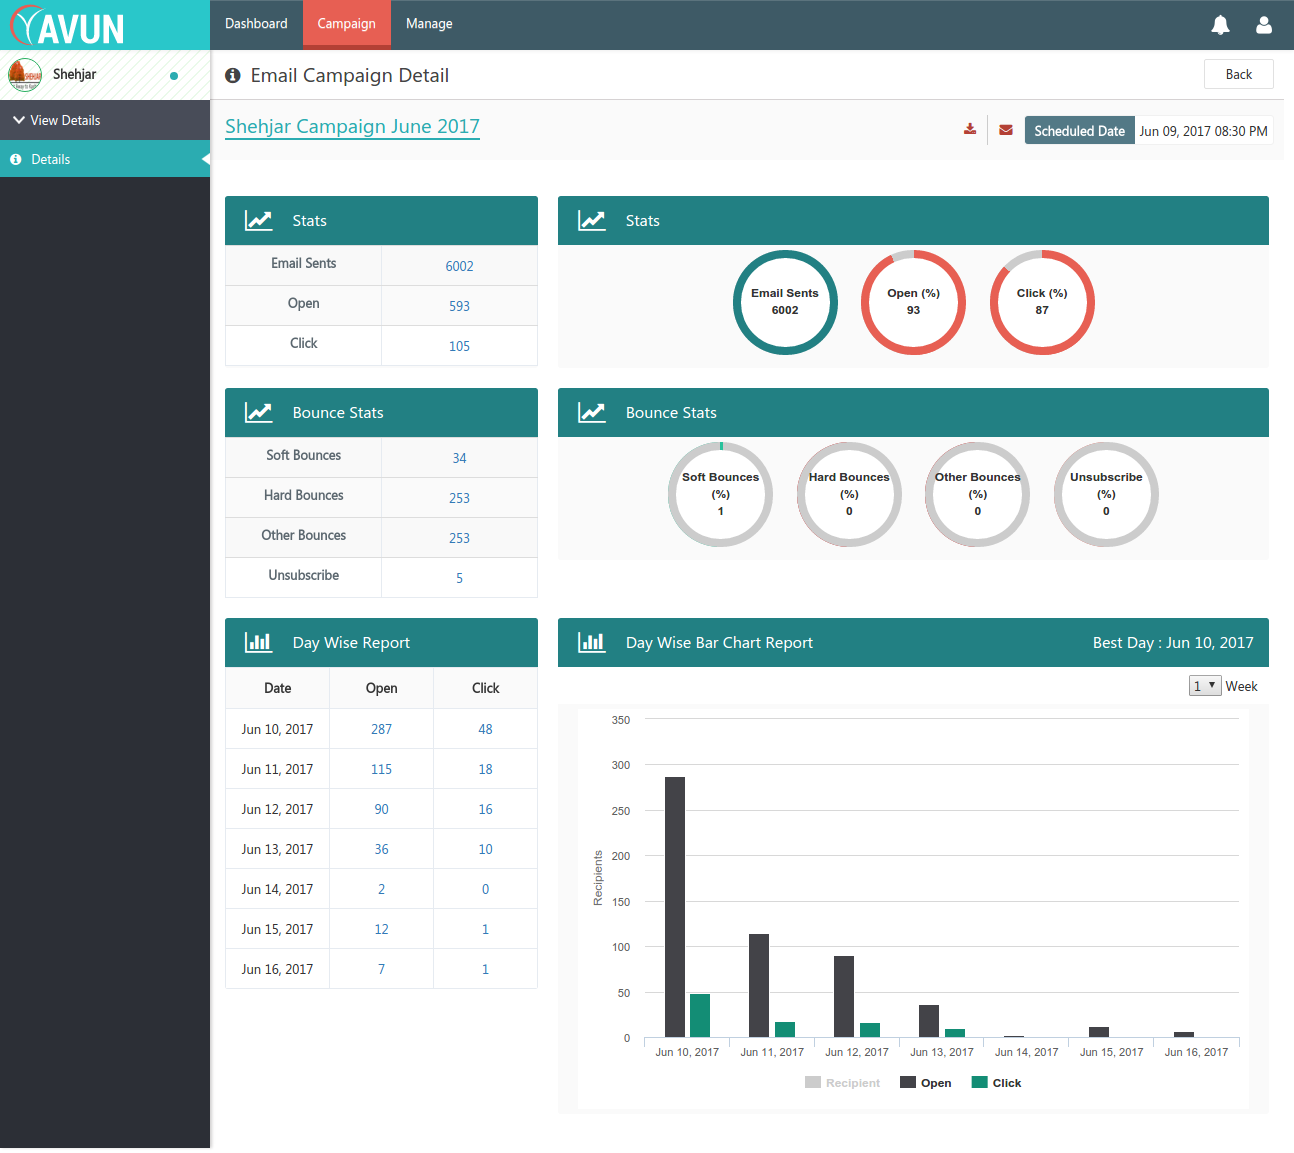 AVUN
Dashboard
Campaign
Manage
Shehjar
Email Campaign Detail
Back
View Details
Details
Shehjar Campaign June 2017
Scheduled Date
Jun 09, 2017 08:30 PM
Stats
Email Sents 6002
Open 593
Click 105
Stats
Email Sents
6002
Open (%)
93
Click (%)
87
Bounce Stats
Soft Bounces 34
Hard Bounces 253
Other Bounces 253
Unsubscribe 5
Bounce Stats
Soft Bounces
(%)
1
Hard Bounces
(%)
0
Other Bounces
(%)
0
Unsubscribe
(%)
0
Day Wise Report
Date Open Click
Jun 10, 2017 287 48
Jun 11, 2017 115 18
Jun 12, 2017 90 16
Jun 13, 2017 36 10
Jun 14, 2017 2 0
Jun 15, 2017 12 1
Jun 16, 2017 7 1
Day Wise Bar Chart Report
Best Day : Jun 10, 2017
1 Week
350
300
250
200
150
100
50
0
Recipients
Jun 10, 2017 Jun 11, 2017 Jun 12, 2017 Jun 13, 2017 Jun 14, 2017 Jun 15, 2017 Jun 16, 2017
Recipient Open Click